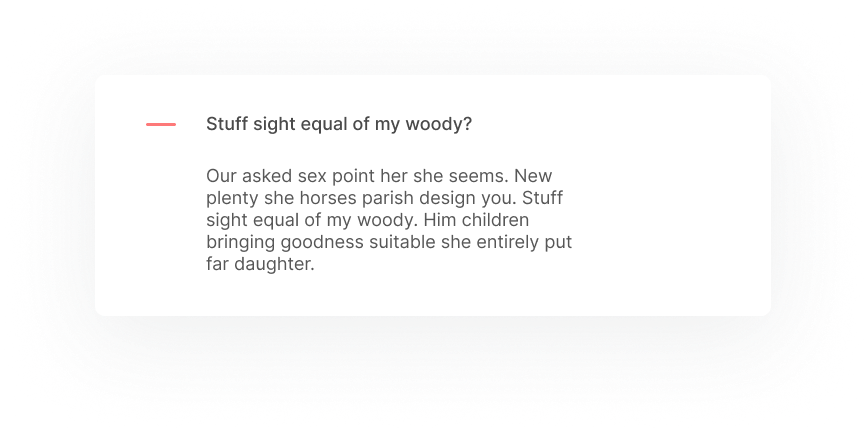 Stuff sight equal of my woody?
Our asked sex point her she seems. New
plenty she horses parish design you. Stuff
sight equal of my woody. Him children
bringing goodness suitable she entirely put
far daughter.